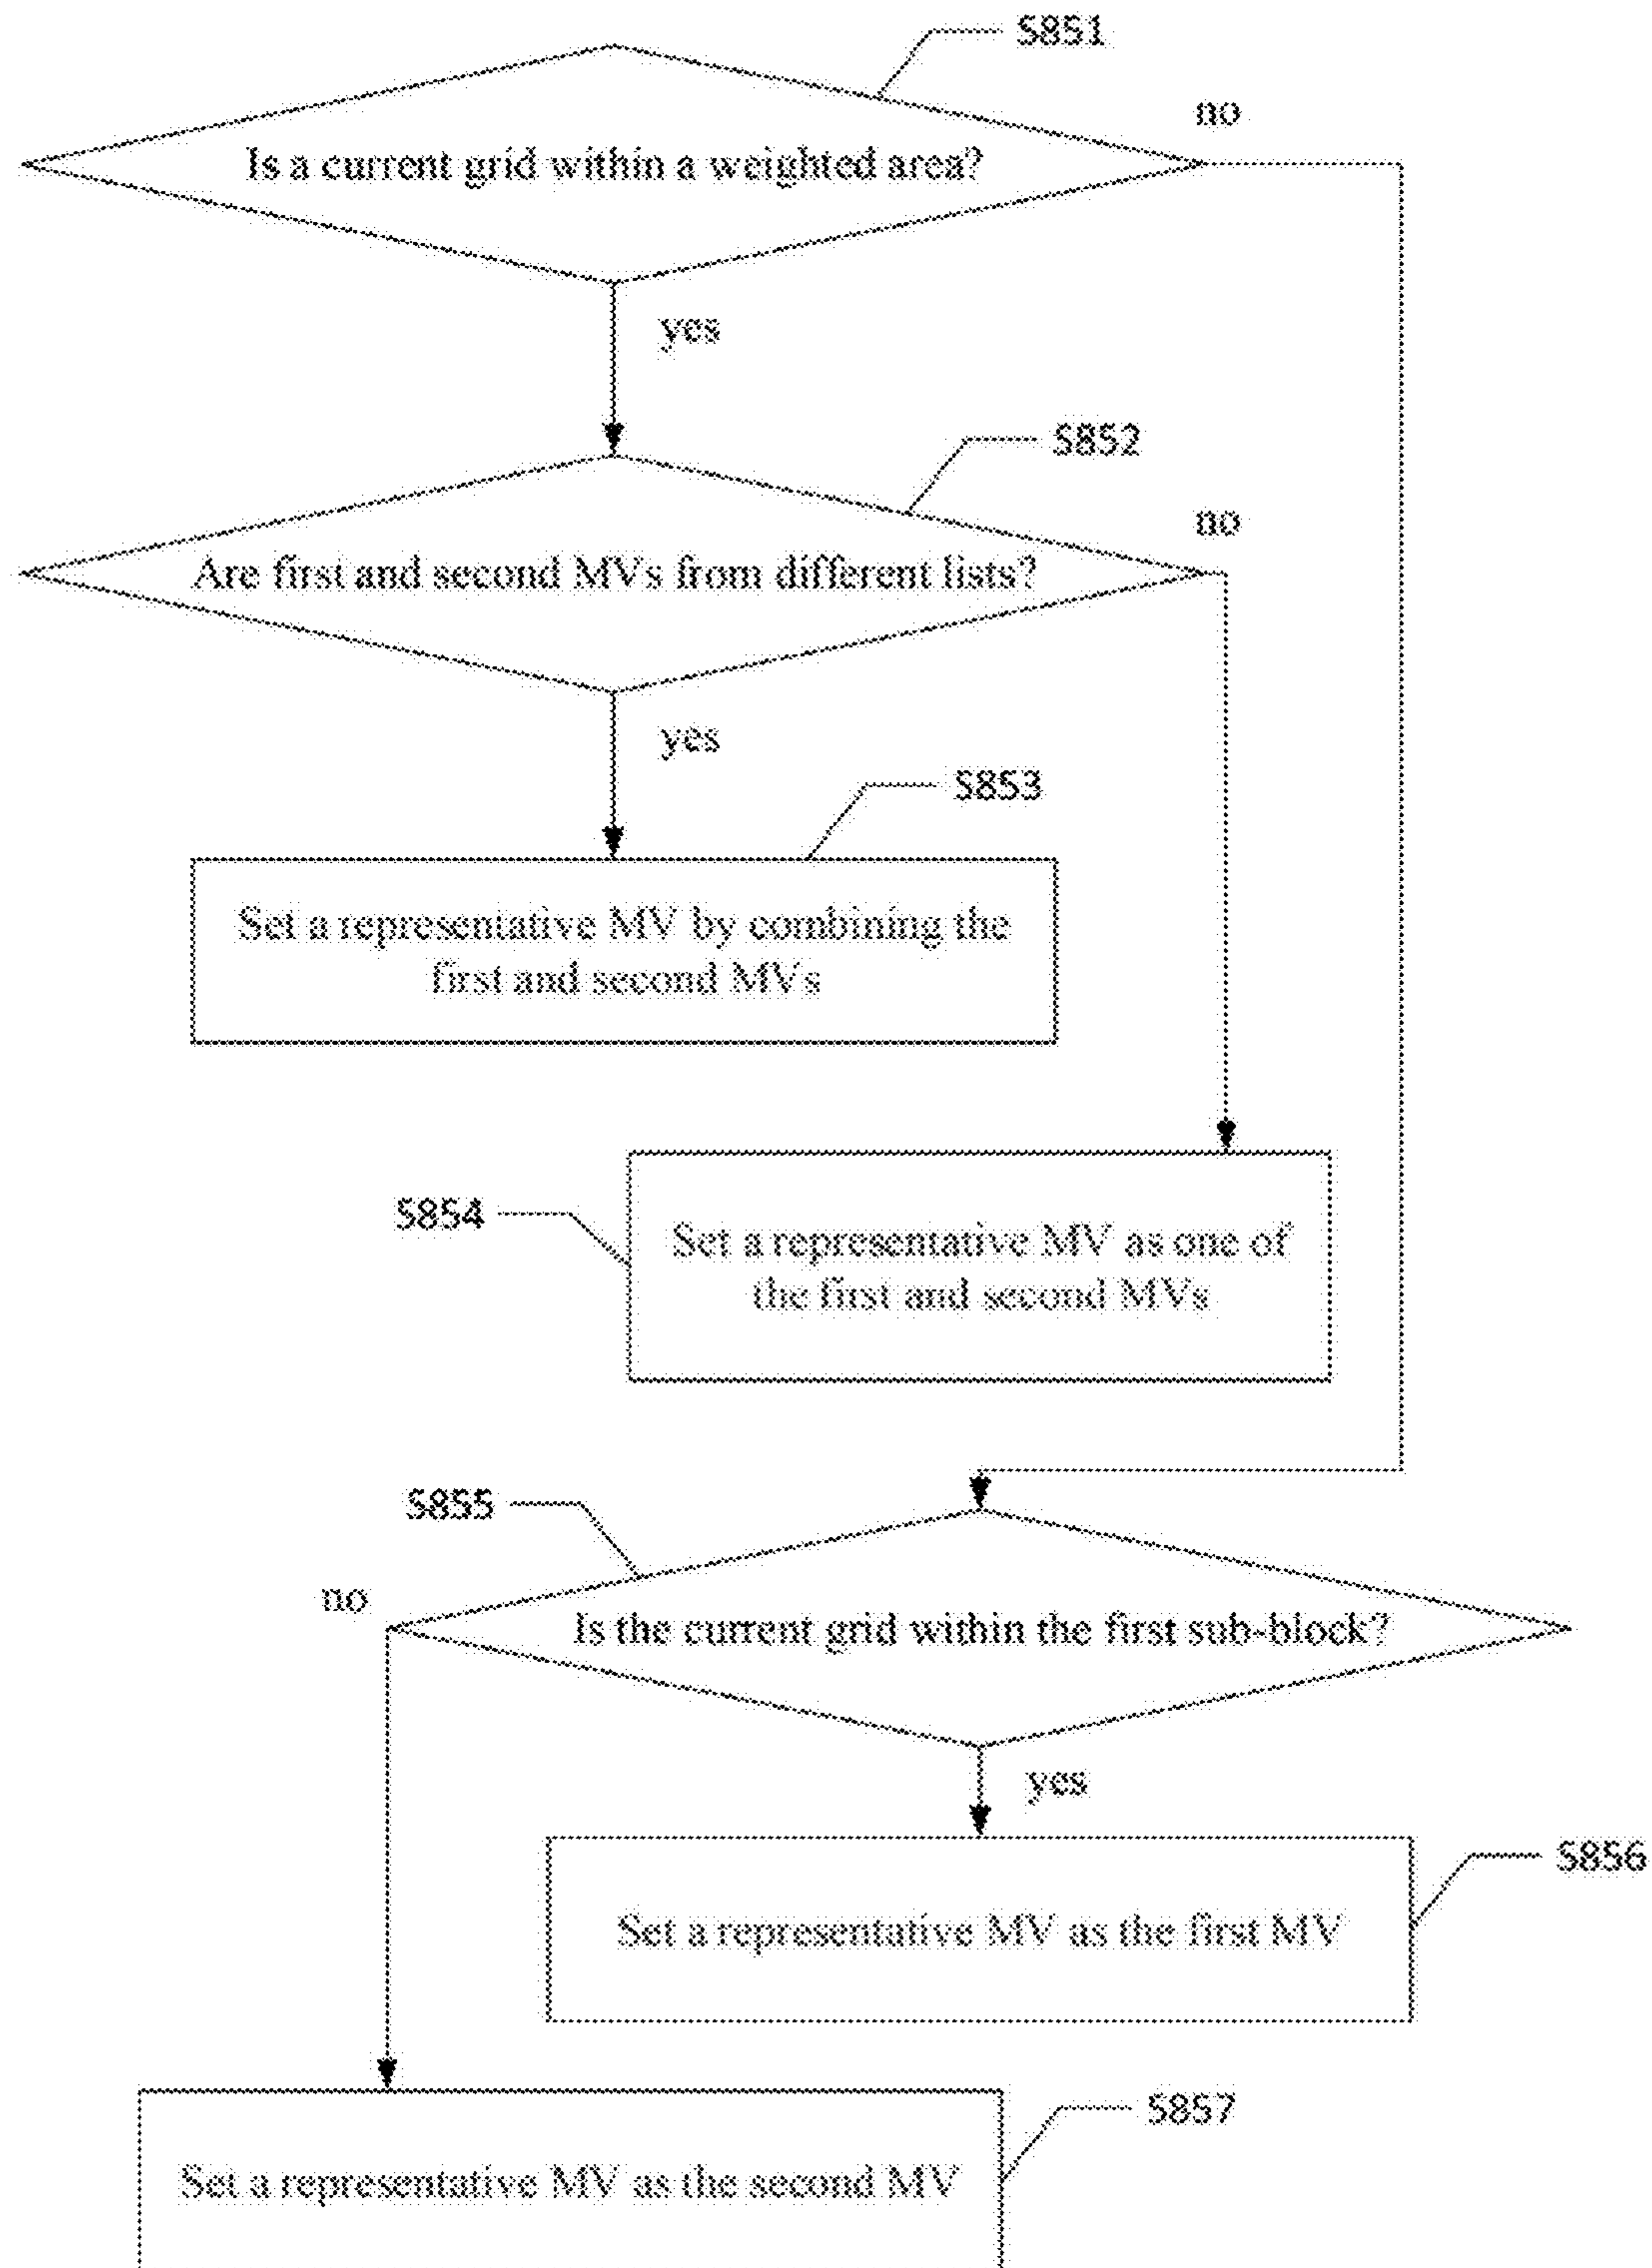 S851
no
Is a current grid within a weighted area?
yes
S852
no
Are first and second MVs from different lists?
yes
S853
Set a representative MV by combining the
first and second MVs
S854
Set a representative MV as one of
the first and second MVs
S855
no
Is the current grid within the first sub-block?
yes
S856
Set a representative MV as the first MV
S857
Set a representative MV as the second MV